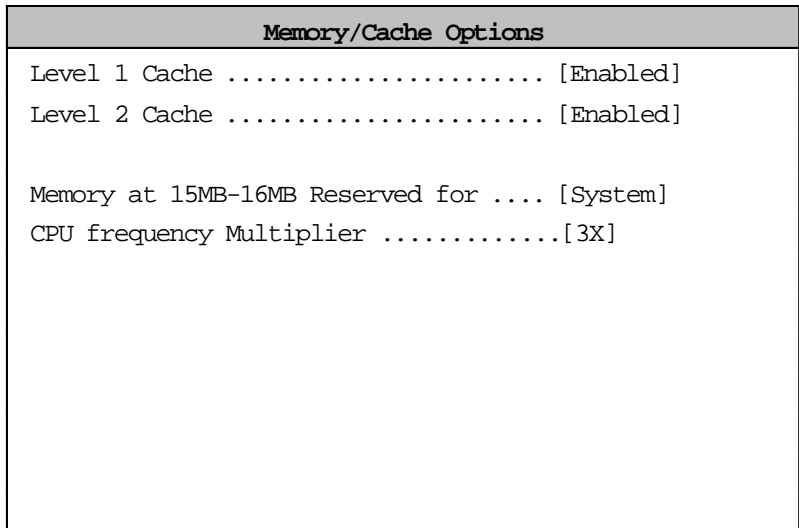 Memory/Cache Options
Level 1 Cache ....................... [Enabled]
Level 2 Cache ....................... [Enabled]
Memory at 15MB-16MB Reserved for .... [System]
CPU frequency Multiplier .............[3X]